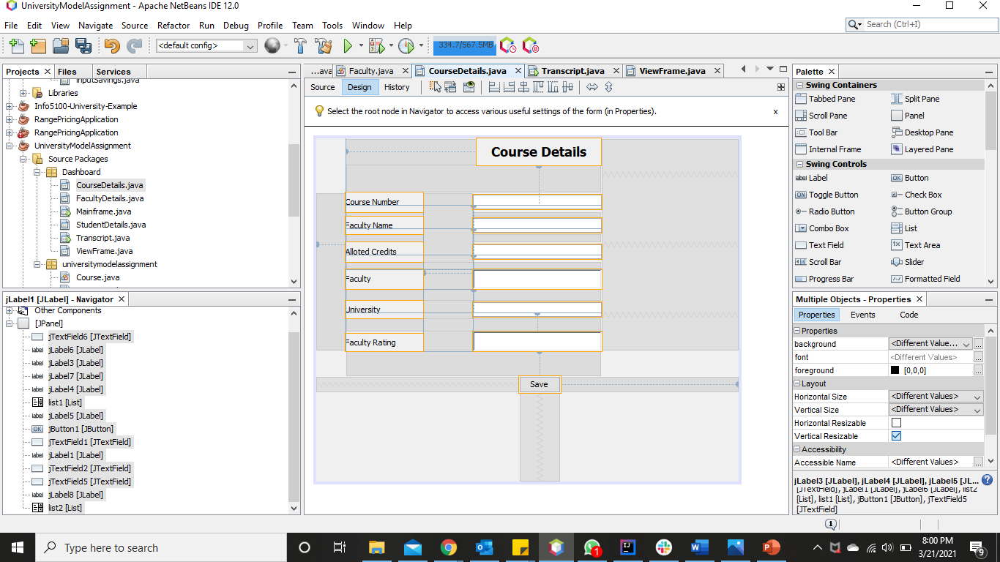 UniversityModelAssignment - Apache NetBeans IDE 12.0
File Edit View Navigate Source Refactor Run Debug Profile Team Tools Window Help
Search (Ctrl+I)
<default config>
334.7/567.5MB
Projects Files Services
InputSavings.java
Libraries
Info5100-University-Example
RangePricingApplication
RangePricingApplication
UniversityModelAssignment
Source Packages
Dashboard
CourseDetails.java
FacultyDetails.java
Mainframe.java
StudentDetails.java
Transcript.java
ViewFrame.java
universitymodelassignment
Course.java
jLabel1 [JLabel] - Navigator
Other Components
[JPanel]
jTextField6 [JTextField]
jLabel6 [JLabel]
jLabel3 [JLabel]
jLabel7 [JLabel]
jLabel4 [JLabel]
list1 [List]
jLabel5 [JLabel]
jButton1 [JButton]
jTextField1 [JTextField]
jLabel1 [JLabel]
jTextField2 [JTextField]
jTextField5 [JTextField]
jLabel8 [JLabel]
list2 [List]
...ava Faculty.java CourseDetails.java Transcript.java ViewFrame.java
Source Design History
Select the root node in Navigator to access various useful settings of the form (in Properties). x
Course Details
Course Number
Faculty Name
Alloted Credits
Faculty
University
Faculty Rating
Save
Palette
Swing Containers
Tabbed Pane Split Pane
Scroll Pane Panel
Tool Bar Desktop Pane
Internal Frame Layered Pane
Swing Controls
label Label OK Button
ON Toggle Button Check Box
Radio Button Button Group
Combo Box List
Text Field Text Area
Scroll Bar Slider
Progress Bar Formatted Field
Multiple Objects - Properties
Properties Events Code
Properties
background <Different Value... ...
font <Different Values> ...
foreground [0,0,0] ...
Layout
Horizontal Size <Different Values>
Vertical Size <Different Values>
Horizontal Resizable
Vertical Resizable
Accessibility
Accessible Name <Different Values> ...
jLabel3 [JLabel], jLabel4 [JLabel], jLabel5 [JL...
[JTextField], jLabel1 [JLabel], jLabel6 [JLabel], list2
[List], list1 [List], jButton1 [JButton], jTextField5
[JTextField]
1
Type here to search
1
8:00 PM
3/21/2021
9